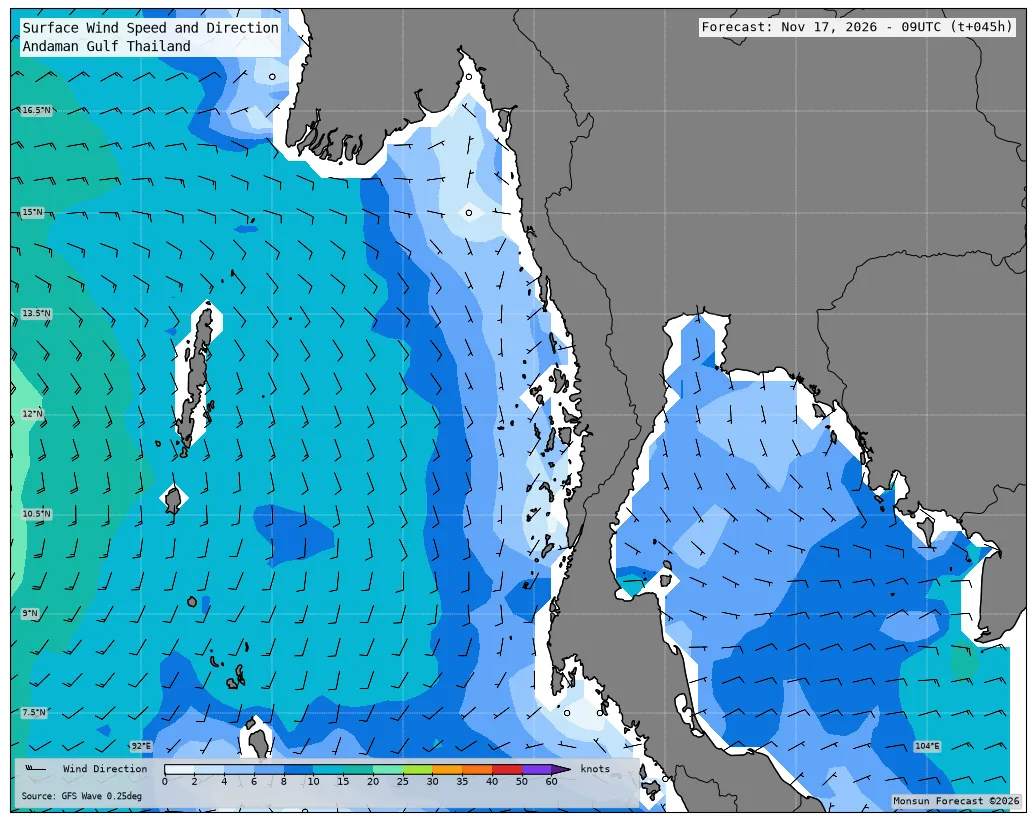 Surface Wind Speed and Direction
Andaman Gulf Thailand
Forecast: Nov 17, 2026 - 09UTC (t+045h)
16.5°N
15°N
13.5°N
12°N
10.5°N
9°N
7.5°N
92°E
104°E
Wind Direction
0 2 4 6 8 10 15 20 25 30 40 50 60
knots
Source: GFS Wave 0.25deg
Monsun Forecast ©2026